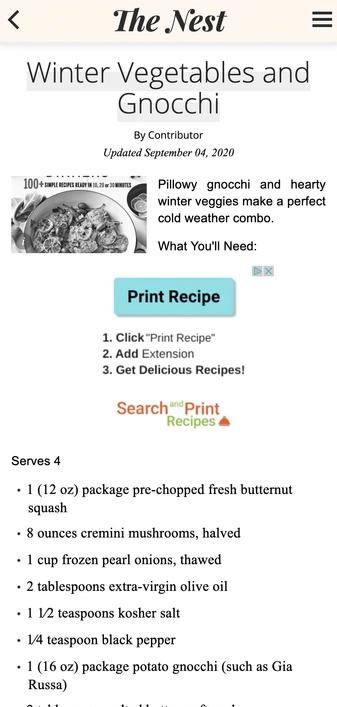 The Nest
Winter Vegetables and
Gnocchi
By Contributor
Updated September 04, 2020
100+ SIMPLE RECIPES READY IN 10, 20 or 30 MINUTES
Pillowy gnocchi and hearty
winter veggies make a perfect
cold weather combo.
What You'll Need:
Print Recipe
1. Click "Print Recipe"
2. Add Extension
3. Get Delicious Recipes!
Search and Print
Recipes
Serves 4
• 1 (12 oz) package pre-chopped fresh butternut
squash
• 8 ounces cremini mushrooms, halved
• 1 cup frozen pearl onions, thawed
• 2 tablespoons extra-virgin olive oil
• 1 1/2 teaspoons kosher salt
• 1/4 teaspoon black pepper
• 1 (16 oz) package potato gnocchi (such as Gia
Russa)